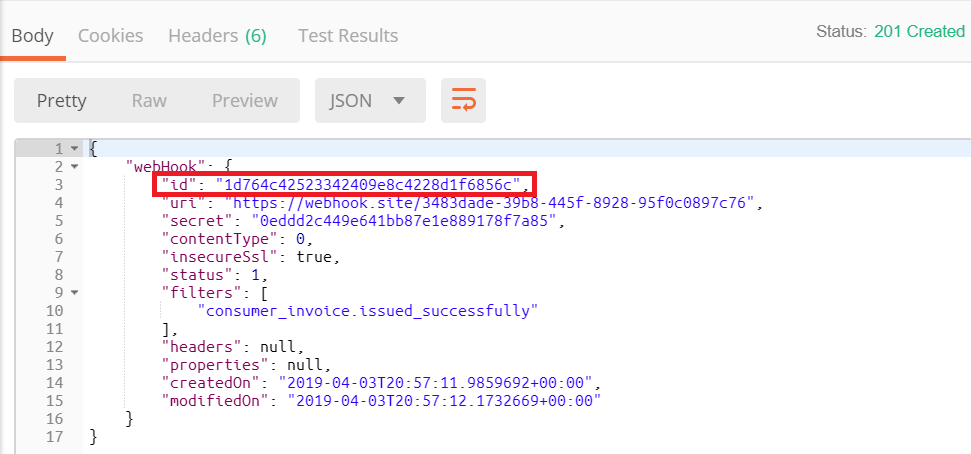 Body Cookies Headers (6) Test Results Status: 201 Created
Pretty Raw Preview JSON
1 {
2 "webHook": {
3 "id": "1d764c42523342409e8c4228d1f6856c",
4 "uri": "https://webhook.site/3483dade-39b8-445f-8928-95f0c0897c76",
5 "secret": "0eddd2c449e641bb87e1e889178f7a85",
6 "contentType": 0,
7 "insecureSsl": true,
8 "status": 1,
9 "filters": [
10 "consumer_invoice.issued_successfully"
11 ],
12 "headers": null,
13 "properties": null,
14 "createdOn": "2019-04-03T20:57:11.9859692+00:00",
15 "modifiedOn": "2019-04-03T20:57:12.1732669+00:00"
16 }
17 }